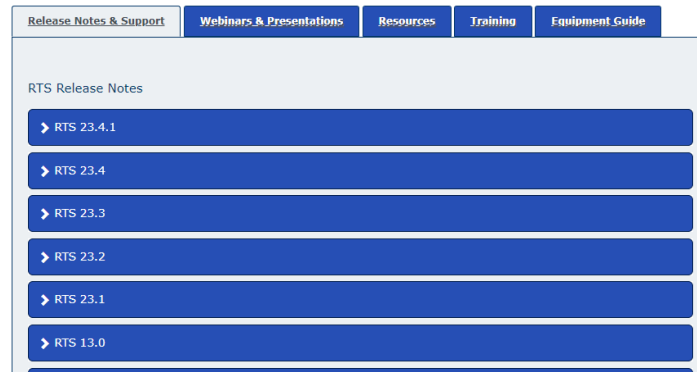 Release Notes & Support Webinars & Presentations Resources Training Equipment Guide
RTS Release Notes
RTS 23.4.1
RTS 23.4
RTS 23.3
RTS 23.2
RTS 23.1
RTS 13.0